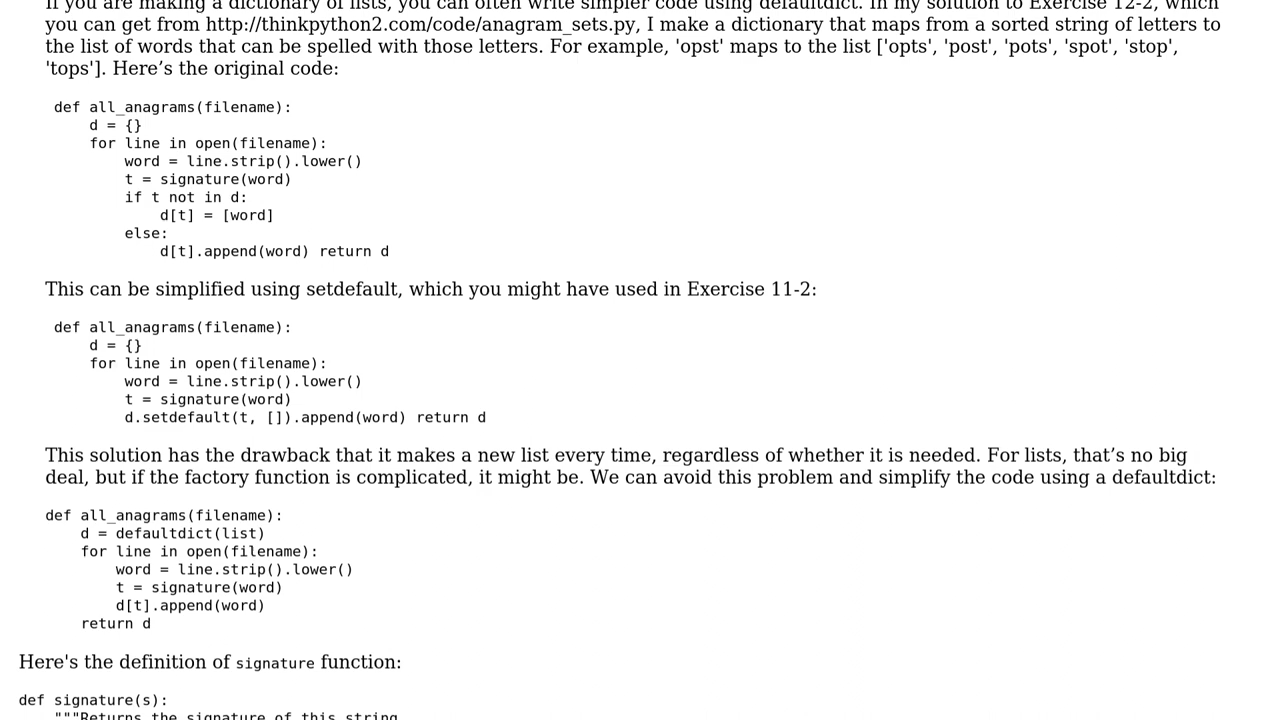 If you are making a dictionary of lists, you can often write simpler code using defaultdict. In my solution to Exercise 12-2, which
you can get from http://thinkpython2.com/code/anagram_sets.py, I make a dictionary that maps from a sorted string of letters to
the list of words that can be spelled with those letters. For example, 'opst' maps to the list ['opts', 'post', 'pots', 'spot', 'stop',
'tops']. Here’s the original code:
def all_anagrams(filename):
    d = {}
    for line in open(filename):
        word = line.strip().lower()
        t = signature(word)
        if t not in d:
            d[t] = [word]
        else:
            d[t].append(word) return d
This can be simplified using setdefault, which you might have used in Exercise 11-2:
def all_anagrams(filename):
    d = {}
    for line in open(filename):
        word = line.strip().lower()
        t = signature(word)
        d.setdefault(t, []).append(word) return d
This solution has the drawback that it makes a new list every time, regardless of whether it is needed. For lists, that’s no big
deal, but if the factory function is complicated, it might be. We can avoid this problem and simplify the code using a defaultdict:
def all_anagrams(filename):
    d = defaultdict(list)
    for line in open(filename):
        word = line.strip().lower()
        t = signature(word)
        d[t].append(word)
    return d
Here's the definition of signature function:
def signature(s):
    """Returns the signature of this string